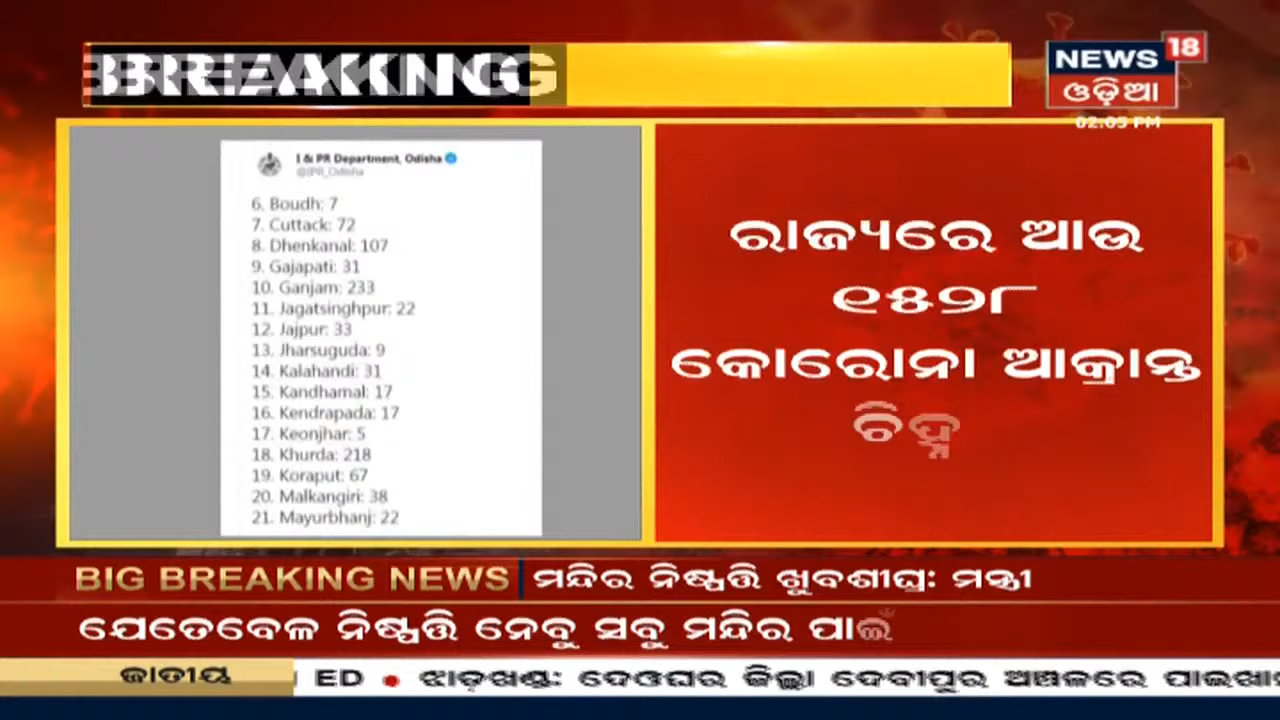 BREAKING
NEWS 18
ଓଡ଼ିଆ
02:05 PM
I & PR Department, Odisha
@IPR_Odisha
6. Boudh: 7
7. Cuttack: 72
8. Dhenkanal: 107
9. Gajapati: 31
10. Ganjam: 233
11. Jagatsinghpur: 22
12. Jajpur: 33
13. Jharsuguda: 9
14. Kalahandi: 31
15. Kandhamal: 17
16. Kendrapada: 17
17. Keonjhar: 5
18. Khurda: 218
19. Koraput: 67
20. Malkangiri: 38
21. Mayurbhanj: 22
ରାଜ୍ୟରେ ଆଉ
୧୫୨୮
କୋରୋନା ଆକ୍ରାନ୍ତ
ଚିହ୍ନ
BIG BREAKING NEWS ମନ୍ଦିର ନିଷ୍ପତ୍ତି ଖୁବଶୀଘ୍ର: ମନ୍ତ୍ରୀ
ଯେତେବେଳ ନିଷ୍ପତ୍ତି ନେବୁ ସବୁ ମନ୍ଦିର ପାଇଁ
ଜାତୀୟ ED • ଝାଡ଼ଖଣ୍ଡ: ଦେଓଘର ଜିଲ୍ଲା ଦେବୀପୁର ଅଞ୍ଚଳରେ